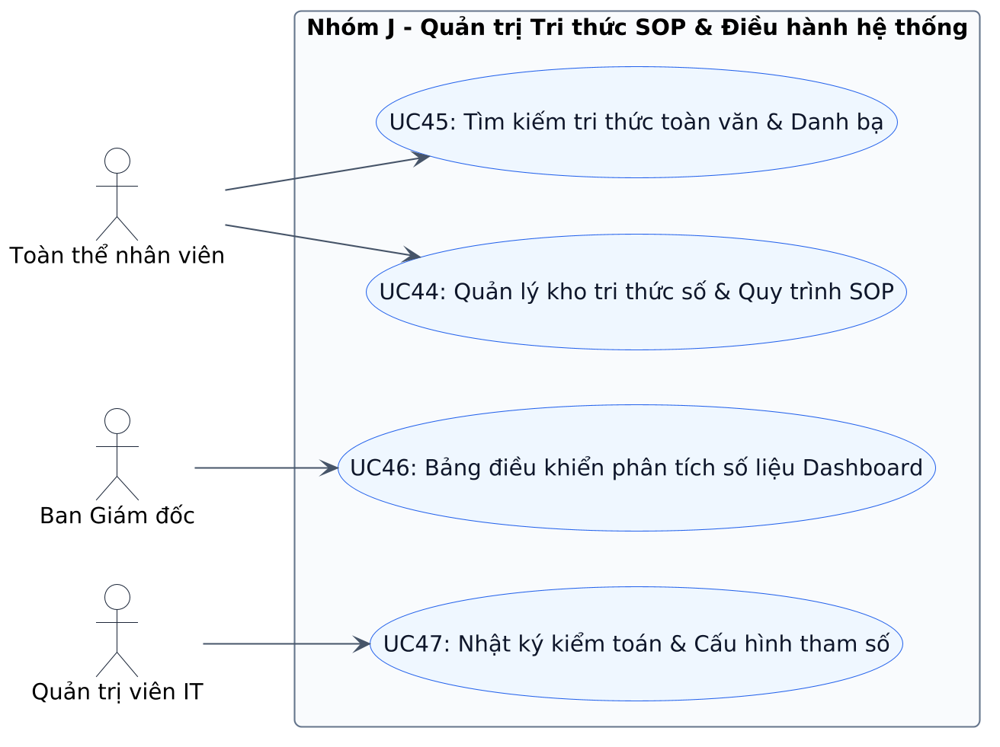 Nhóm J - Quản trị Tri thức SOP & Điều hành hệ thống
UC45: Tìm kiếm tri thức toàn văn & Danh bạ
Toàn thể nhân viên
UC44: Quản lý kho tri thức số & Quy trình SOP
UC46: Bảng điều khiển phân tích số liệu Dashboard
Ban Giám đốc
UC47: Nhật ký kiểm toán & Cấu hình tham số
Quản trị viên IT